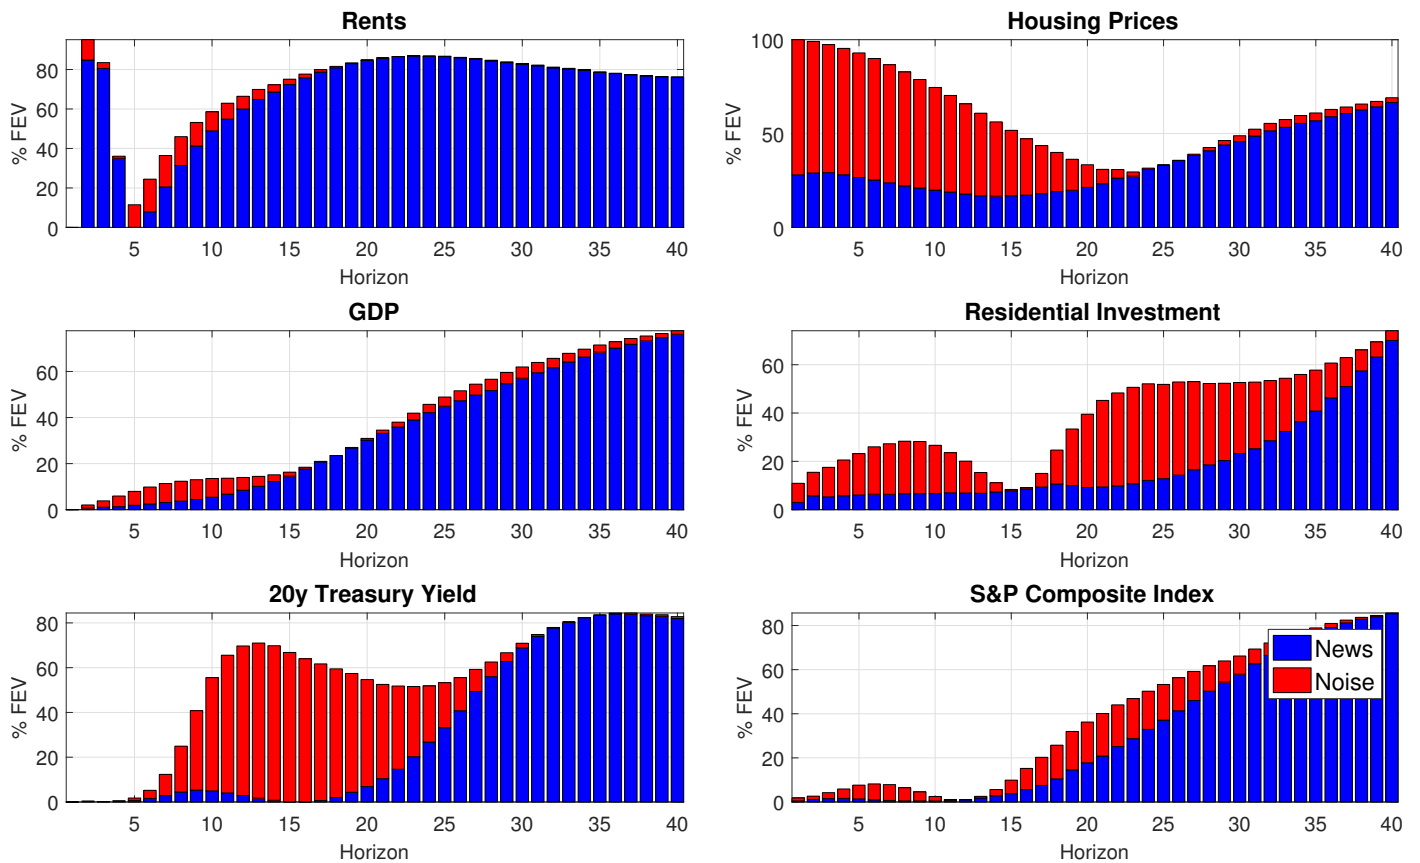 Rents
% FEV
80
60
40
20
0
5 10 15 20 25 30 35 40
Horizon
Housing Prices
% FEV
100
50
0
5 10 15 20 25 30 35 40
Horizon
GDP
% FEV
60
40
20
0
5 10 15 20 25 30 35 40
Horizon
Residential Investment
% FEV
60
40
20
0
5 10 15 20 25 30 35 40
Horizon
20y Treasury Yield
% FEV
80
60
40
20
0
5 10 15 20 25 30 35 40
Horizon
S&P Composite Index
% FEV
80
60
40
20
0
5 10 15 20 25 30 35 40
Horizon
News
Noise